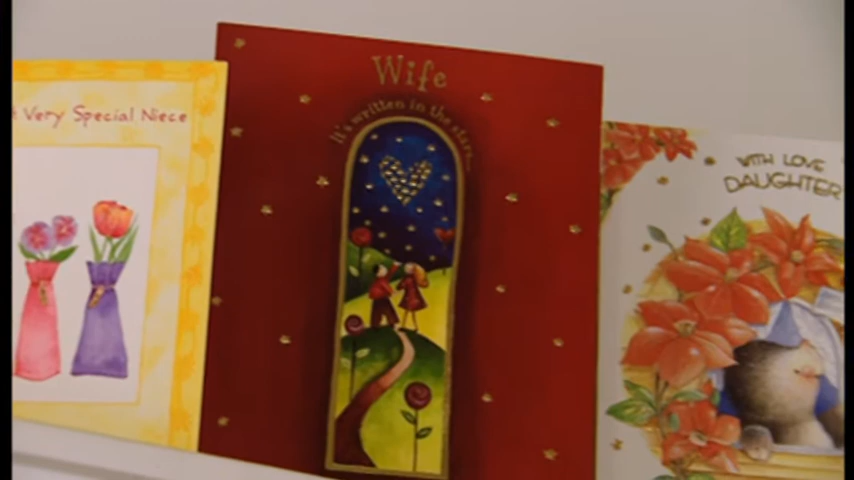 Very Special Niece
Wife
It's written in the stars...
WITH LOVE
DAUGHTER